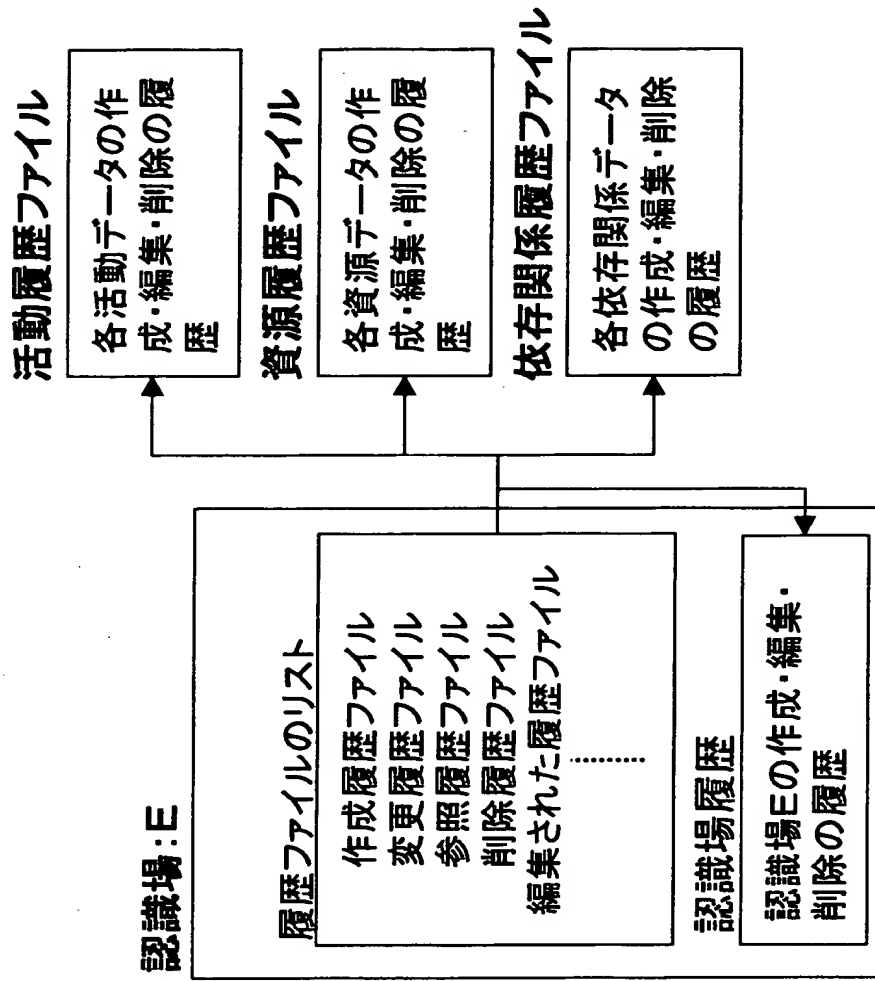 認識場:E
履歴ファイルのリスト
作成履歴ファイル
変更履歴ファイル
参照履歴ファイル
削除履歴ファイル
編集された履歴ファイル
………
認識場履歴
認識場Eの作成・編集・
削除の履歴
活動履歴ファイル
各活動データの作
成・編集・削除の履
歴
資源履歴ファイル
各資源データの作
成・編集・削除の履
歴
依存関係履歴ファイル
各依存関係データ
の作成・編集・削除
の履歴